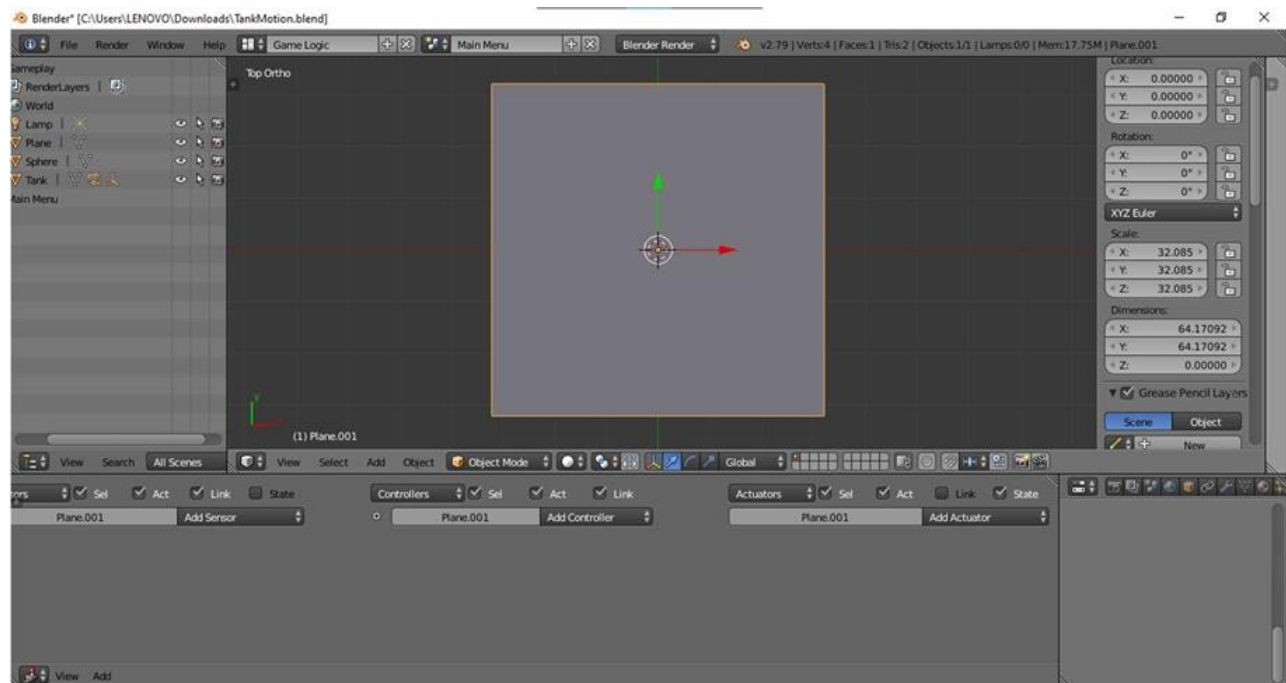 Blender* [C:\Users\LENOVO\Downloads\TankMotion.blend]
File Render Window Help Game Logic Main Menu Blender Render v2.79 | Verts:4 | Faces:1 | Tris:2 | Objects:1/1 | Lamps:0/0 | Mem:17.75M | Plane.001
ameplay
RenderLayers |
World
Lamp |
Plane |
Sphere |
Tank |
ain Menu
View Search All Scenes
Top Ortho
y
(1) Plane.001
View Select Add Object Object Mode Global
Location:
X: 0.00000
Y: 0.00000
Z: 0.00000
Rotation:
X: 0°
Y: 0°
Z: 0°
XYZ Euler
Scale:
X: 32.085
Y: 32.085
Z: 32.085
Dimensions:
X: 64.17092
Y: 64.17092
Z: 0.00000
Grease Pencil Layers
Scene Object
New
ors Sel Act Link State Controllers Sel Act Link Actuators Sel Act Link State
Plane.001 Add Sensor Plane.001 Add Controller Plane.001 Add Actuator
View Add